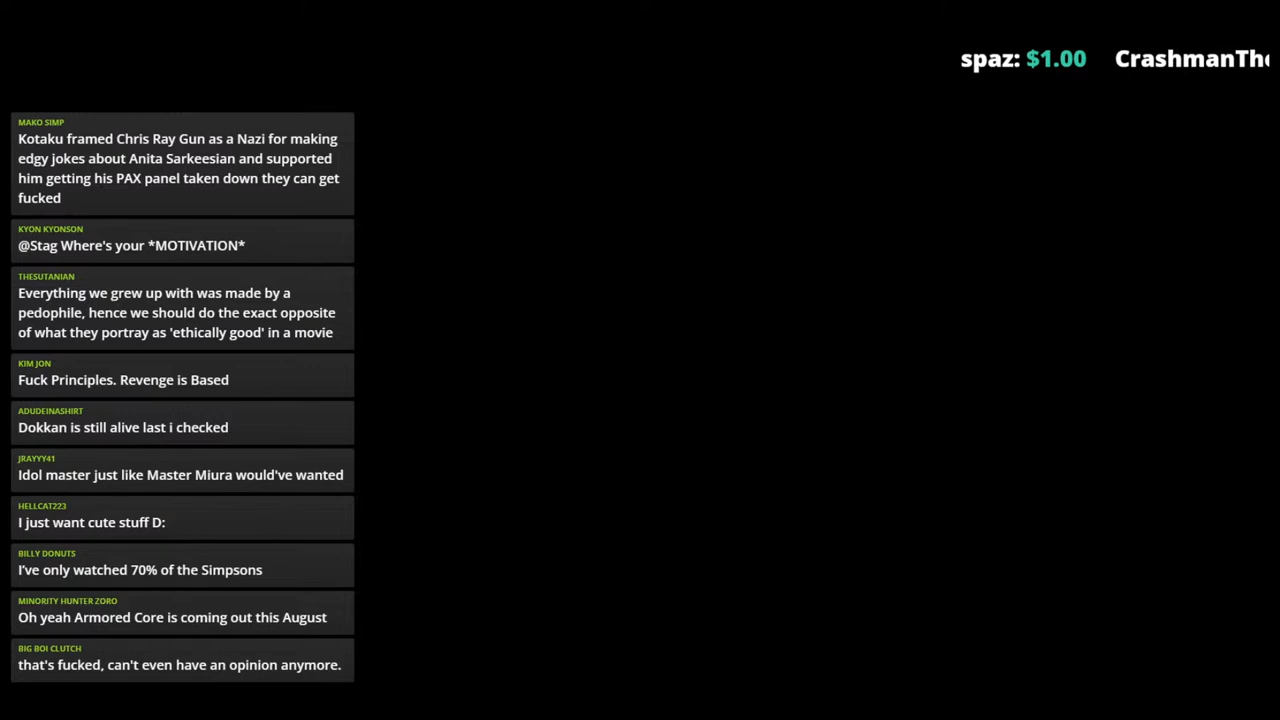 spaz: $1.00 CrashmanTh
MAKO SIMP
Kotaku framed Chris Ray Gun as a Nazi for making
edgy jokes about Anita Sarkeesian and supported
him getting his PAX panel taken down they can get
fucked
KYON KYONSON
@Stag Where's your *MOTIVATION*
THESUTANIAN
Everything we grew up with was made by a
pedophile, hence we should do the exact opposite
of what they portray as 'ethically good' in a movie
KIM JON
Fuck Principles. Revenge is Based
ADUDEINASHIRT
Dokkan is still alive last i checked
JRAYYY41
Idol master just like Master Miura would've wanted
HELLCAT223
I just want cute stuff D:
BILLY DONUTS
I've only watched 70% of the Simpsons
MINORITY HUNTER ZORO
Oh yeah Armored Core is coming out this August
BIG BOI CLUTCH
that's fucked, can't even have an opinion anymore.